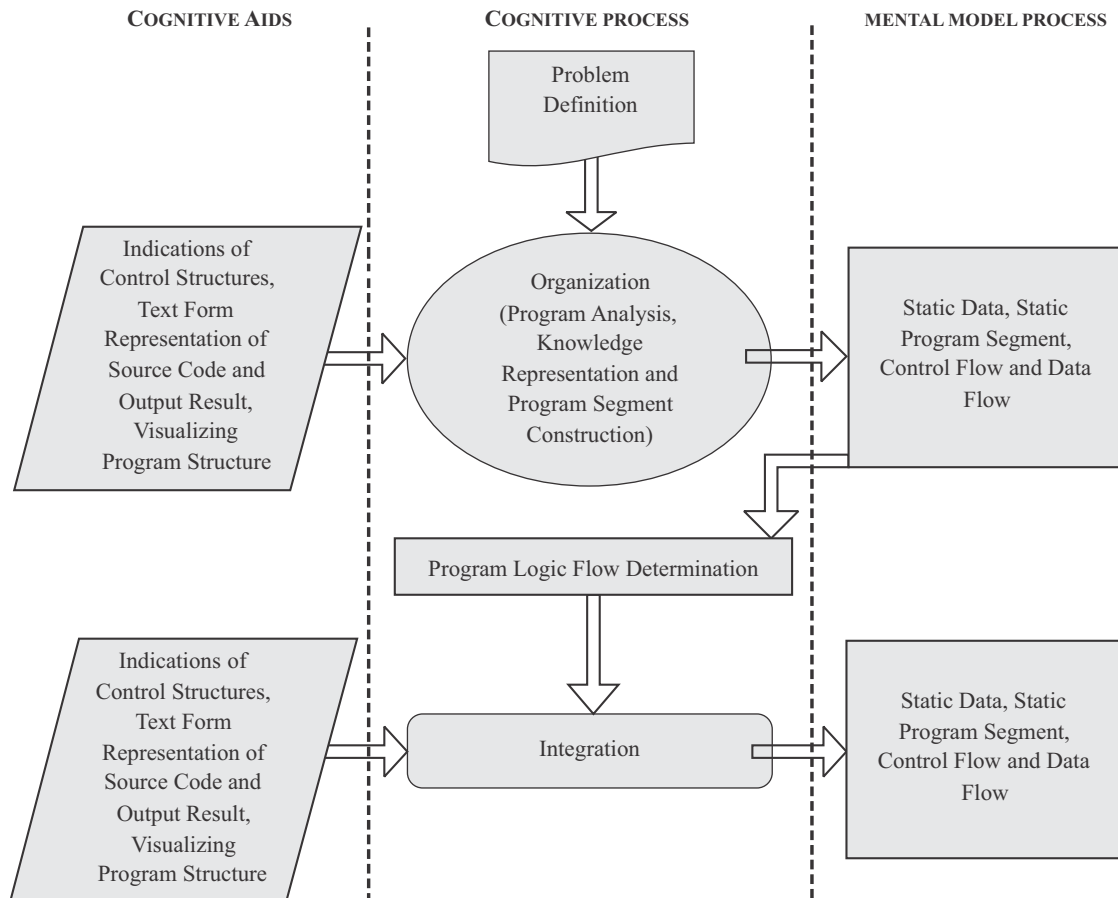 COGNITIVE AIDS
COGNITIVE PROCESS
MENTAL MODEL PROCESS
Problem
Definition
Indications of
Control Structures,
Text Form
Representation of
Source Code and
Output Result,
Visualizing
Program Structure
Organization
(Program Analysis,
Knowledge
Representation and
Program Segment
Construction)
Static Data, Static
Program Segment,
Control Flow and Data
Flow
Program Logic Flow Determination
Indications of
Control Structures,
Text Form
Representation of
Source Code and
Output Result,
Visualizing
Program Structure
Integration
Static Data, Static
Program Segment,
Control Flow and Data
Flow